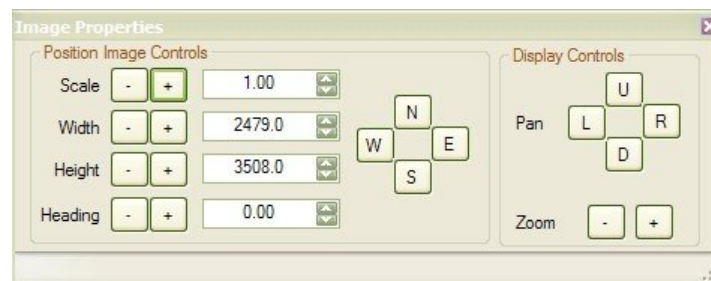 Image Properties
Position Image Controls
Scale - + 1.00
Width - + 2479.0
Height - + 3508.0
Heading - + 0.00
N
W E
S
Display Controls
U
Pan L R
D
Zoom - +